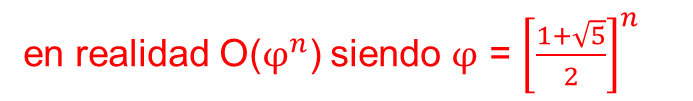 en realidad O(φⁿ) siendo φ = [(1+√5)/2]ⁿ